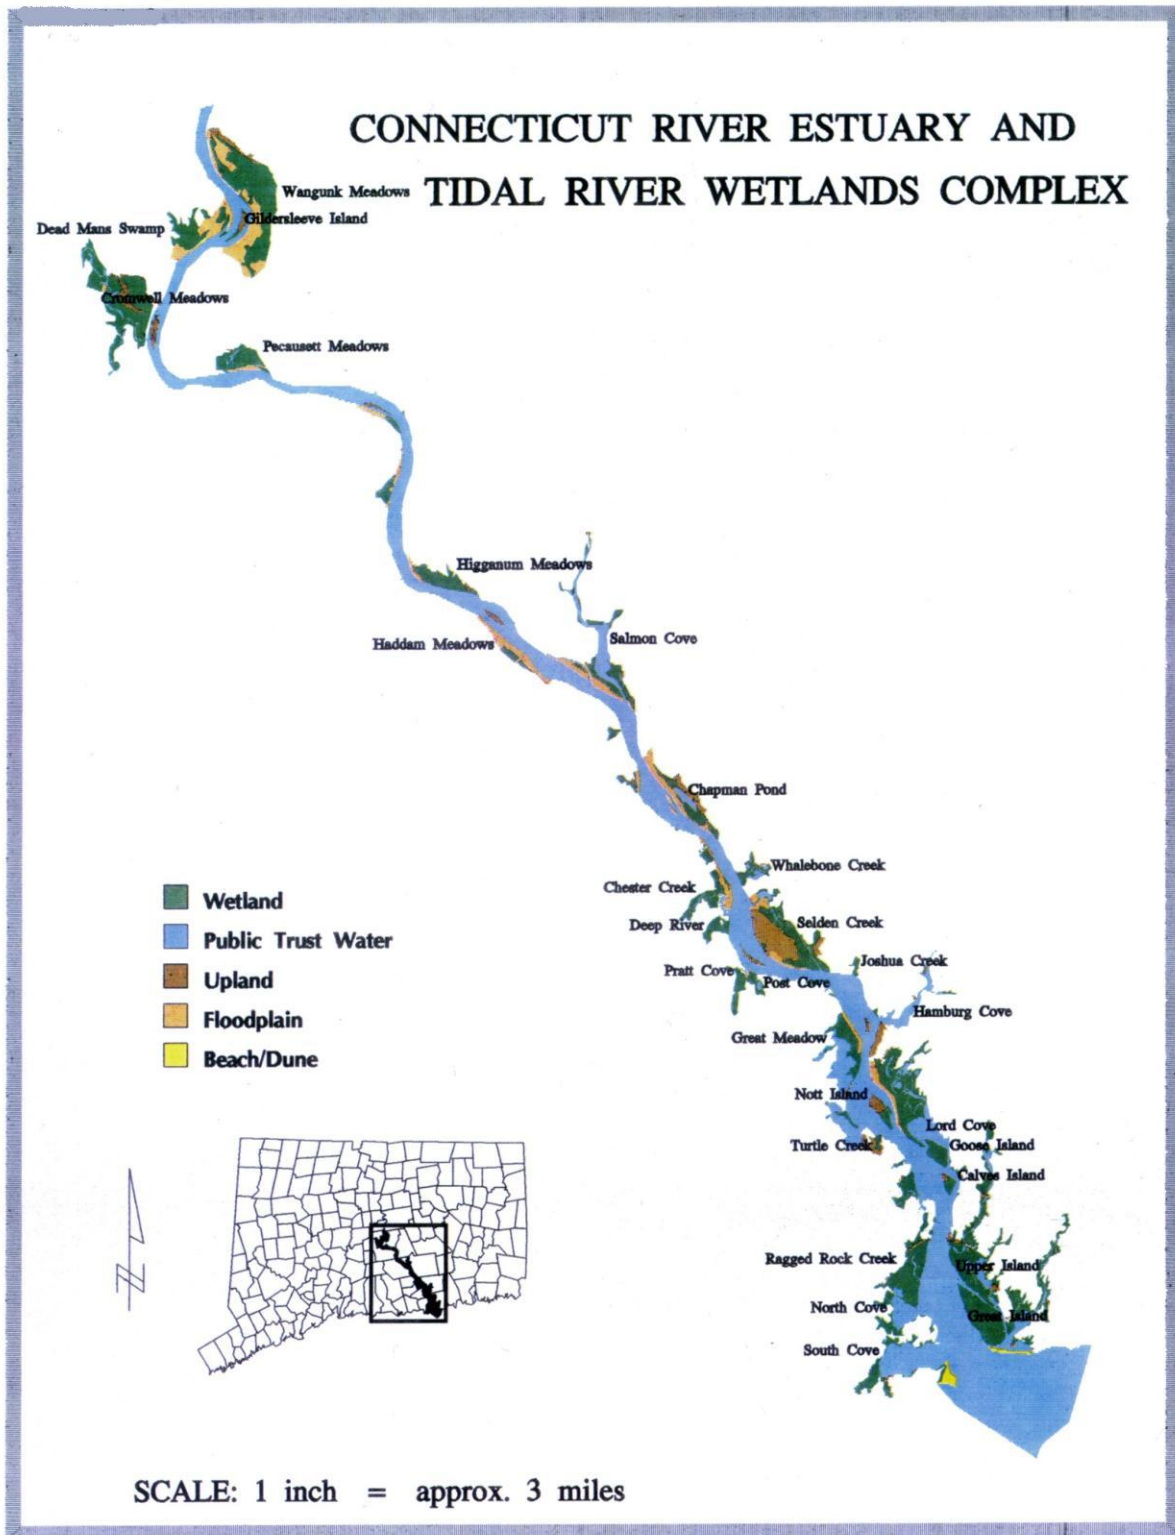 CONNECTICUT RIVER ESTUARY AND
TIDAL RIVER WETLANDS COMPLEX
Wangunk Meadows
Gildersleeve Island
Dead Mans Swamp
Cromwell Meadows
Pecausett Meadows
Higganum Meadows
Haddam Meadows
Salmon Cove
Chapman Pond
Whalebone Creek
Chester Creek
Selden Creek
Deep River
Joshua Creek
Pratt Cove
Post Cove
Hamburg Cove
Great Meadow
Nott Island
Lord Cove
Turtle Creek
Goose Island
Calves Island
Ragged Rock Creek
Upper Island
North Cove
Great Island
South Cove
Wetland
Public Trust Water
Upland
Floodplain
Beach/Dune
N
SCALE: 1 inch = approx. 3 miles